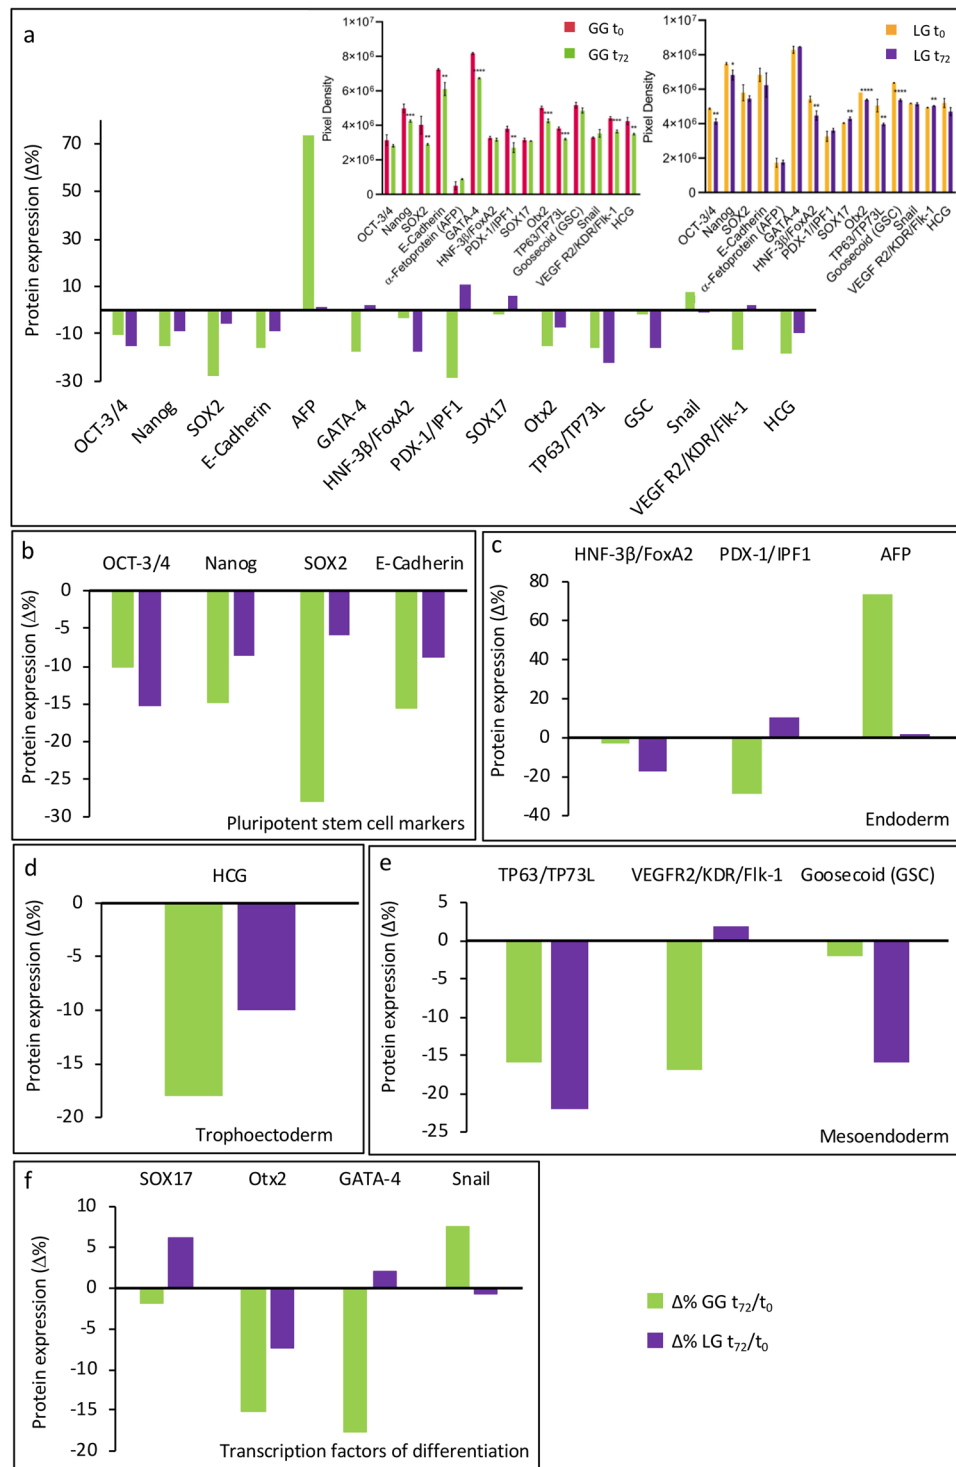 a
GG t0
GG t72
LG t0
LG t72
Pixel Density
1×10⁷
8×10⁶
6×10⁶
4×10⁶
2×10⁶
0
** *** ** **** ** *** *** *** **
OCT-3/4
Nanog
SOX2
E-Cadherin
α-Fetoprotein (AFP)
GATA-4
HNF-3β/FoxA2
PDX-1/IPF1
SOX17
Otx2
TP63/TP73L
Goosecoid (GSC)
Snail
VEGF R2/KDR/Flk-1
HCG
Pixel Density
1×10⁷
8×10⁶
6×10⁶
4×10⁶
2×10⁶
0
** * ** ** **** ** **** **
OCT-3/4
Nanog
SOX2
E-Cadherin
α-Fetoprotein (AFP)
GATA-4
HNF-3β/FoxA2
PDX-1/IPF1
SOX17
Otx2
TP63/TP73L
Goosecoid (GSC)
Snail
VEGF R2/KDR/Flk-1
HCG
Protein expression (Δ%)
70
50
30
10
-10
-30
OCT-3/4
Nanog
SOX2
E-Cadherin
AFP
GATA-4
HNF-3β/FoxA2
PDX-1/IPF1
SOX17
Otx2
TP63/TP73L
GSC
Snail
VEGF R2/KDR/Flk-1
HCG
b
OCT-3/4 Nanog SOX2 E-Cadherin
Protein expression (Δ%)
0
-5
-10
-15
-20
-25
-30
Pluripotent stem cell markers
c
HNF-3β/FoxA2 PDX-1/IPF1 AFP
Protein expression (Δ%)
80
60
40
20
0
-20
-40
Endoderm
d
HCG
Protein expression (Δ%)
0
-5
-10
-15
-20
Trophoectoderm
e
TP63/TP73L VEGFR2/KDR/Flk-1 Goosecoid (GSC)
Protein expression (Δ%)
5
0
-5
-10
-15
-20
-25
Mesoendoderm
f
SOX17 Otx2 GATA-4 Snail
Protein expression (Δ%)
10
5
0
-5
-10
-15
-20
Transcription factors of differentiation
Δ% GG t72/t0
Δ% LG t72/t0